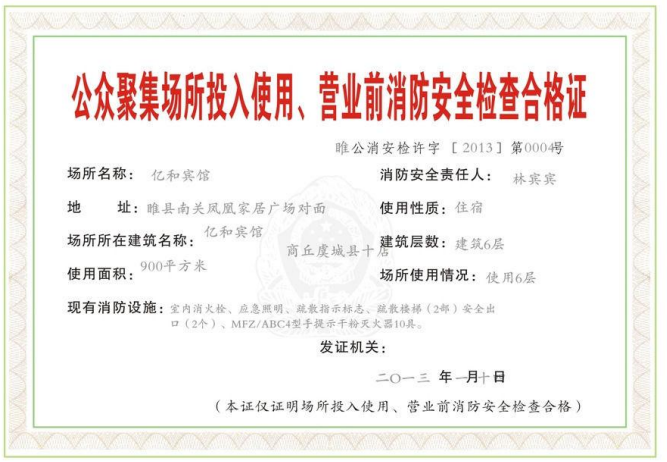 公众聚集场所投入使用、营业前消防安全检查合格证
睢公消安检许字［2013］第0004号
场所名称：亿和宾馆 消防安全责任人：林宾宾
地 址：睢县南关凤凰家居广场对面 使用性质：住宿
场所所在建筑名称：亿和宾馆 建筑层数：建筑6层
商丘虞城县十店
使用面积：900平方米 场所使用情况：使用6层
现有消防设施：室内消火栓、应急照明、疏散指示标志、疏散楼梯（2部）安全出
口（2个）、MFZ/ABC4型手提示干粉灭火器10具。
发证机关：
二〇一三 年 一月十日
（本证仅证明场所投入使用、营业前消防安全检查合格）